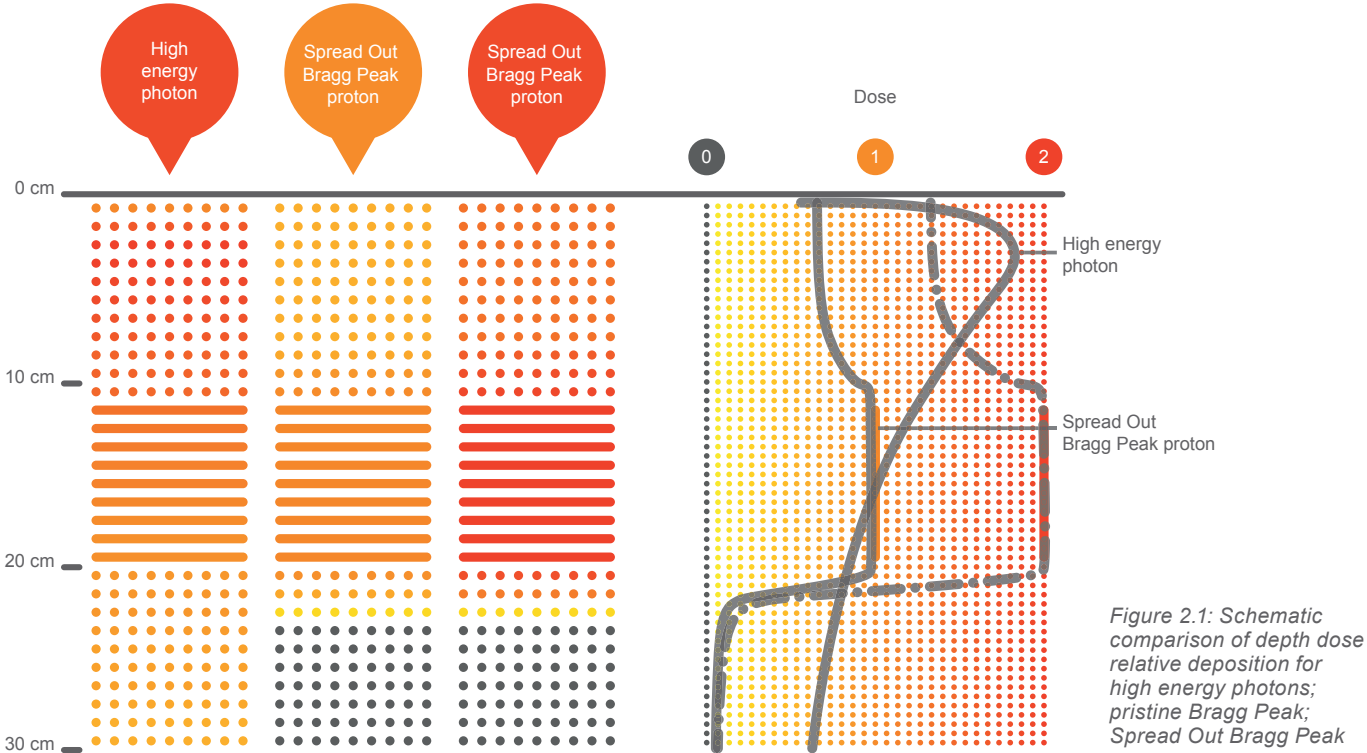 High
energy
photon
Spread Out
Bragg Peak
proton
Spread Out
Bragg Peak
proton
Dose
0
1
2
0 cm
10 cm
20 cm
30 cm
High energy
photon
Spread Out
Bragg Peak proton
Figure 2.1: Schematic
comparison of depth dose
relative deposition for
high energy photons;
pristine Bragg Peak;
Spread Out Bragg Peak